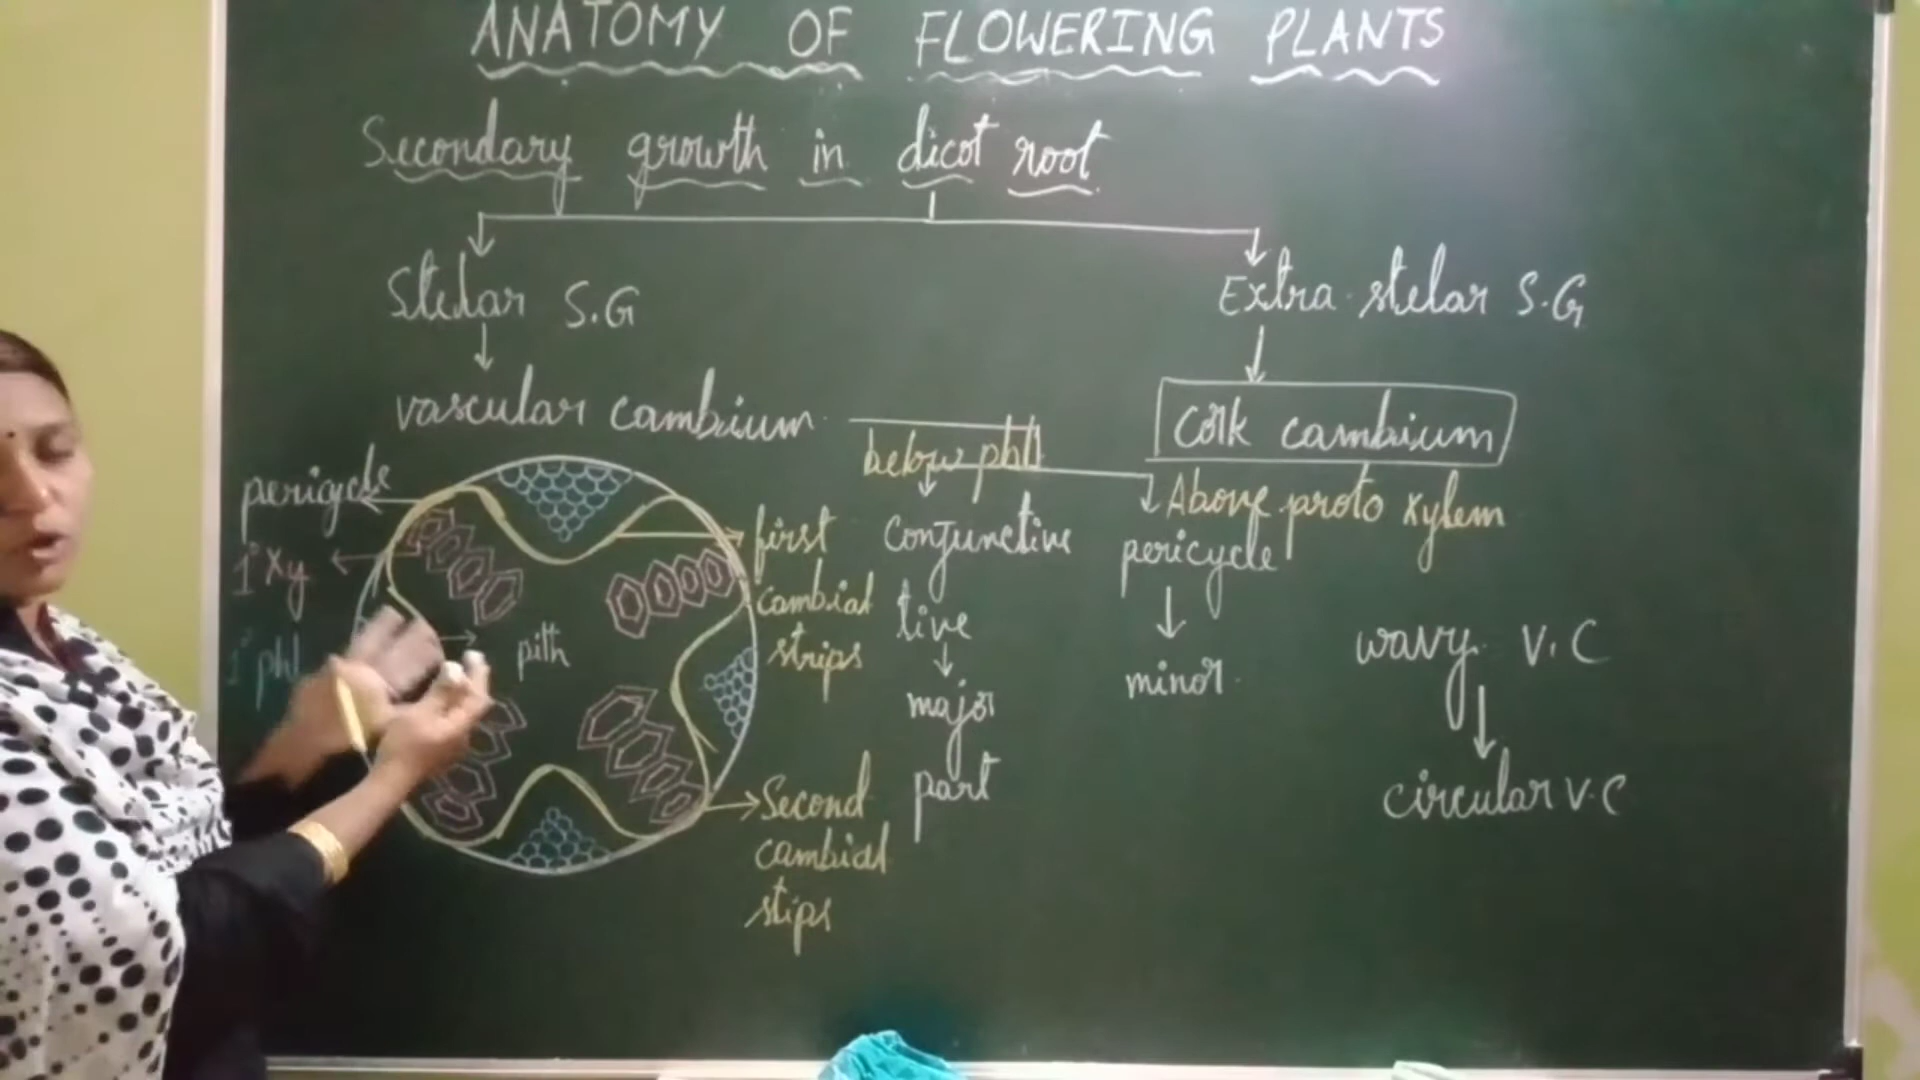 ANATOMY OF FLOWERING PLANTS
Secondary growth in dicot root
Stelar S.G
Extra stelar S.G
vascular cambium
cork cambium
below phl
Above proto xylem
pericycle
1° Xy
1° phl
pith
first
cambial
strips
Second
cambial
stips
conjunctive
tive
major
part
pericycle
minor
wavy V.C
circular V.C